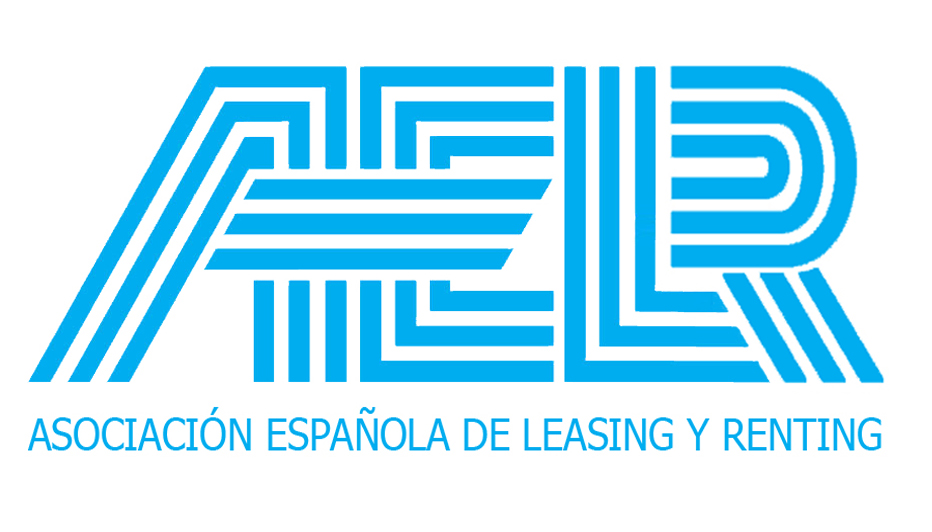 AELR
ASOCIACIÓN ESPAÑOLA DE LEASING Y RENTING